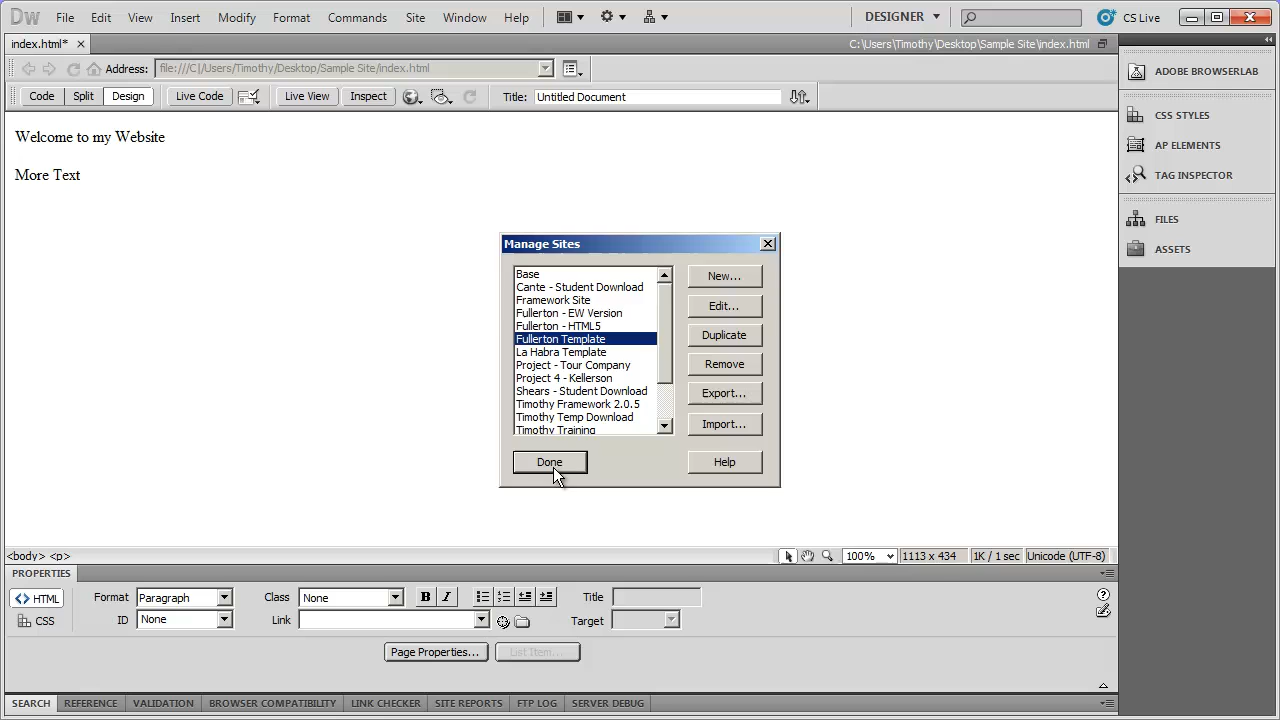 Dw File Edit View Insert Modify Format Commands Site Window Help DESIGNER CS Live
index.html* C:\Users\Timothy\Desktop\Sample Site\index.html
Address: file:///C|/Users/Timothy/Desktop/Sample Site/index.html
Code Split Design Live Code Live View Inspect Title: Untitled Document
ADOBE BROWSERLAB
CSS STYLES
AP ELEMENTS
TAG INSPECTOR
FILES
ASSETS
Welcome to my Website
More Text
Manage Sites
Base
Cante - Student Download
Framework Site
Fullerton - EW Version
Fullerton - HTML5
Fullerton Template
La Habra Template
Project - Tour Company
Project 4 - Kellerson
Shears - Student Download
Timothy Framework 2.0.5
Timothy Temp Download
Timothy Training
New...
Edit...
Duplicate
Remove
Export...
Import...
Done Help
<body> <p> 100% 1113 x 434 1K / 1 sec Unicode (UTF-8)
PROPERTIES
<> HTML Format Paragraph Class None B I Title
CSS ID None Link Target
Page Properties... List Item...
SEARCH REFERENCE VALIDATION BROWSER COMPATIBILITY LINK CHECKER SITE REPORTS FTP LOG SERVER DEBUG